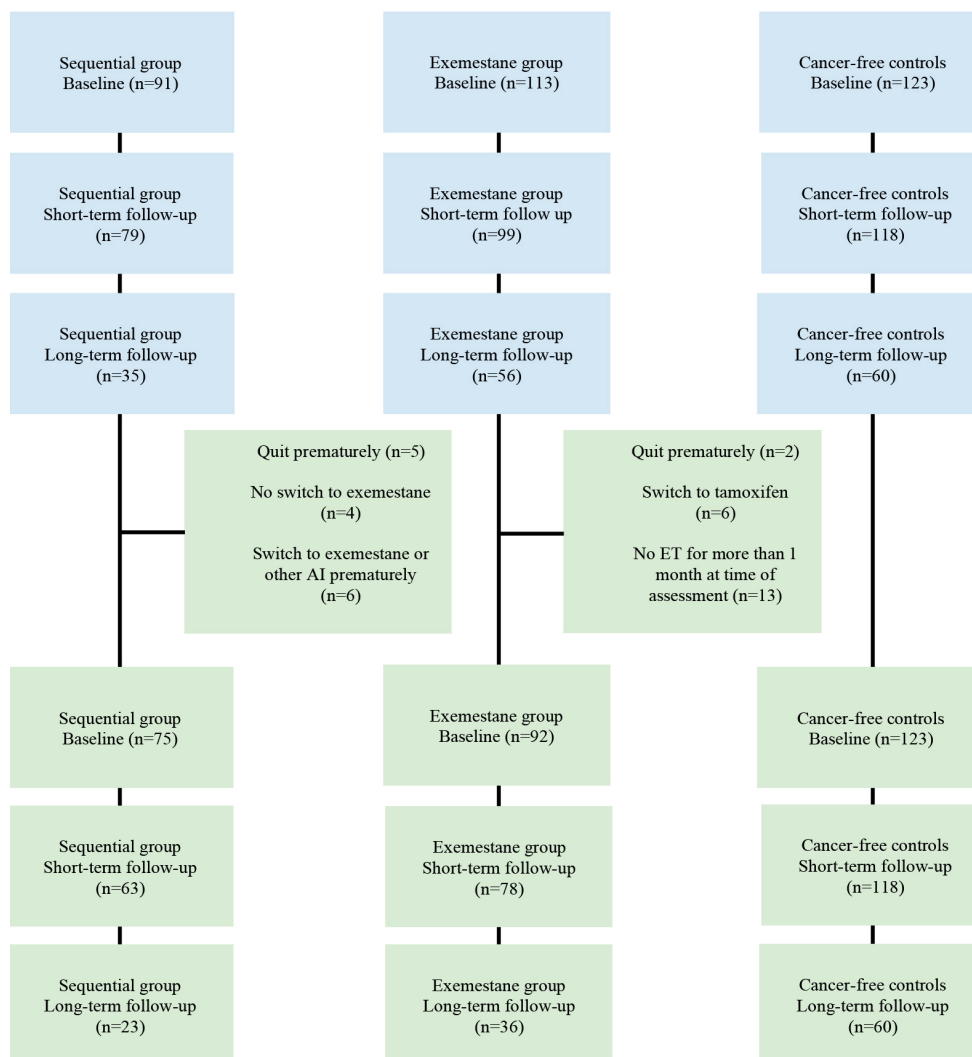 Sequential group
Baseline (n=91)
Exemestane group
Baseline (n=113)
Cancer-free controls
Baseline (n=123)
Sequential group
Short-term follow-up
(n=79)
Exemestane group
Short-term follow up
(n=99)
Cancer-free controls
Short-term follow-up
(n=118)
Sequential group
Long-term follow-up
(n=35)
Exemestane group
Long-term follow-up
(n=56)
Cancer-free controls
Long-term follow-up
(n=60)
Quit prematurely (n=5)
No switch to exemestane
(n=4)
Switch to exemestane or
other AI prematurely
(n=6)
Quit prematurely (n=2)
Switch to tamoxifen
(n=6)
No ET for more than 1
month at time of
assessment (n=13)
Sequential group
Baseline (n=75)
Exemestane group
Baseline (n=92)
Cancer-free controls
Baseline (n=123)
Sequential group
Short-term follow-up
(n=63)
Exemestane group
Short-term follow-up
(n=78)
Cancer-free controls
Short-term follow-up
(n=118)
Sequential group
Long-term follow-up
(n=23)
Exemestane group
Long-term follow-up
(n=36)
Cancer-free controls
Long-term follow-up
(n=60)